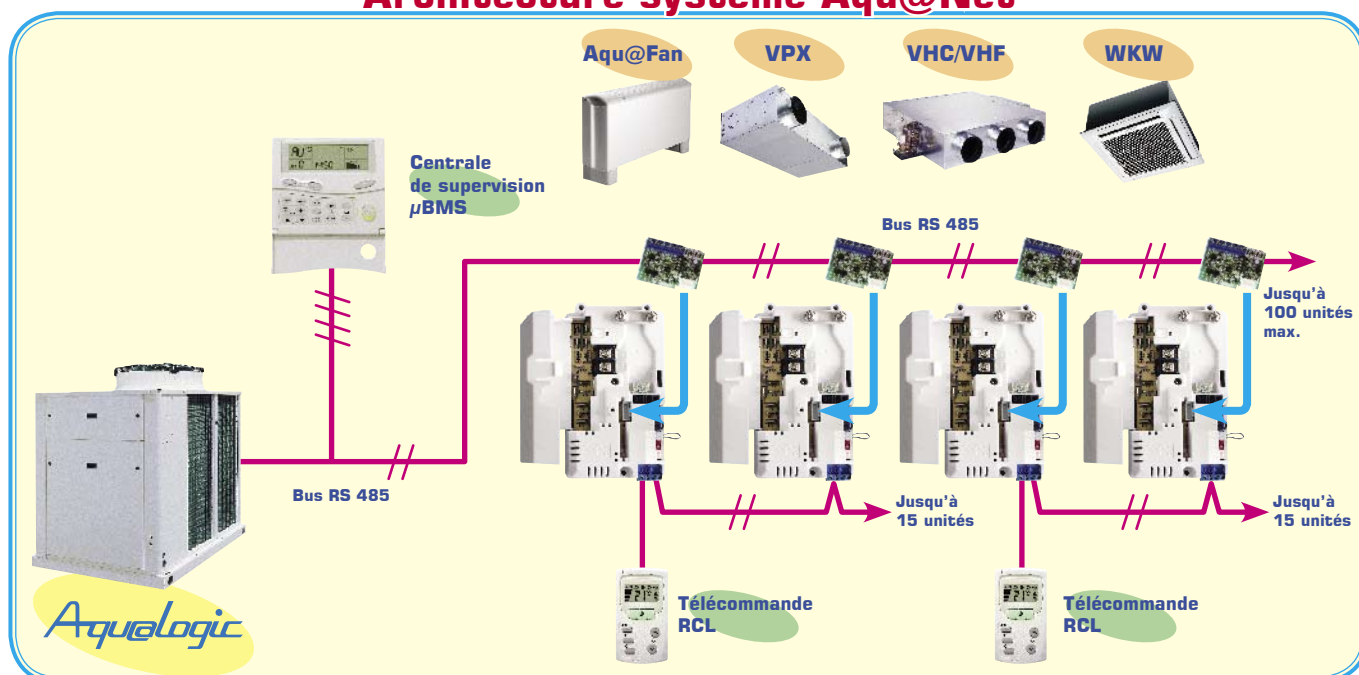 Architecture système Aqu@Net
Aqu@Fan
VPX
VHC/VHF
WKW
Centrale
de supervision
µBMS
Bus RS 485
Jusqu'à
100 unités
max.
Bus RS 485
Jusqu'à
15 unités
Jusqu'à
15 unités
Télécommande
RCL
Télécommande
RCL
Aqu@Logic